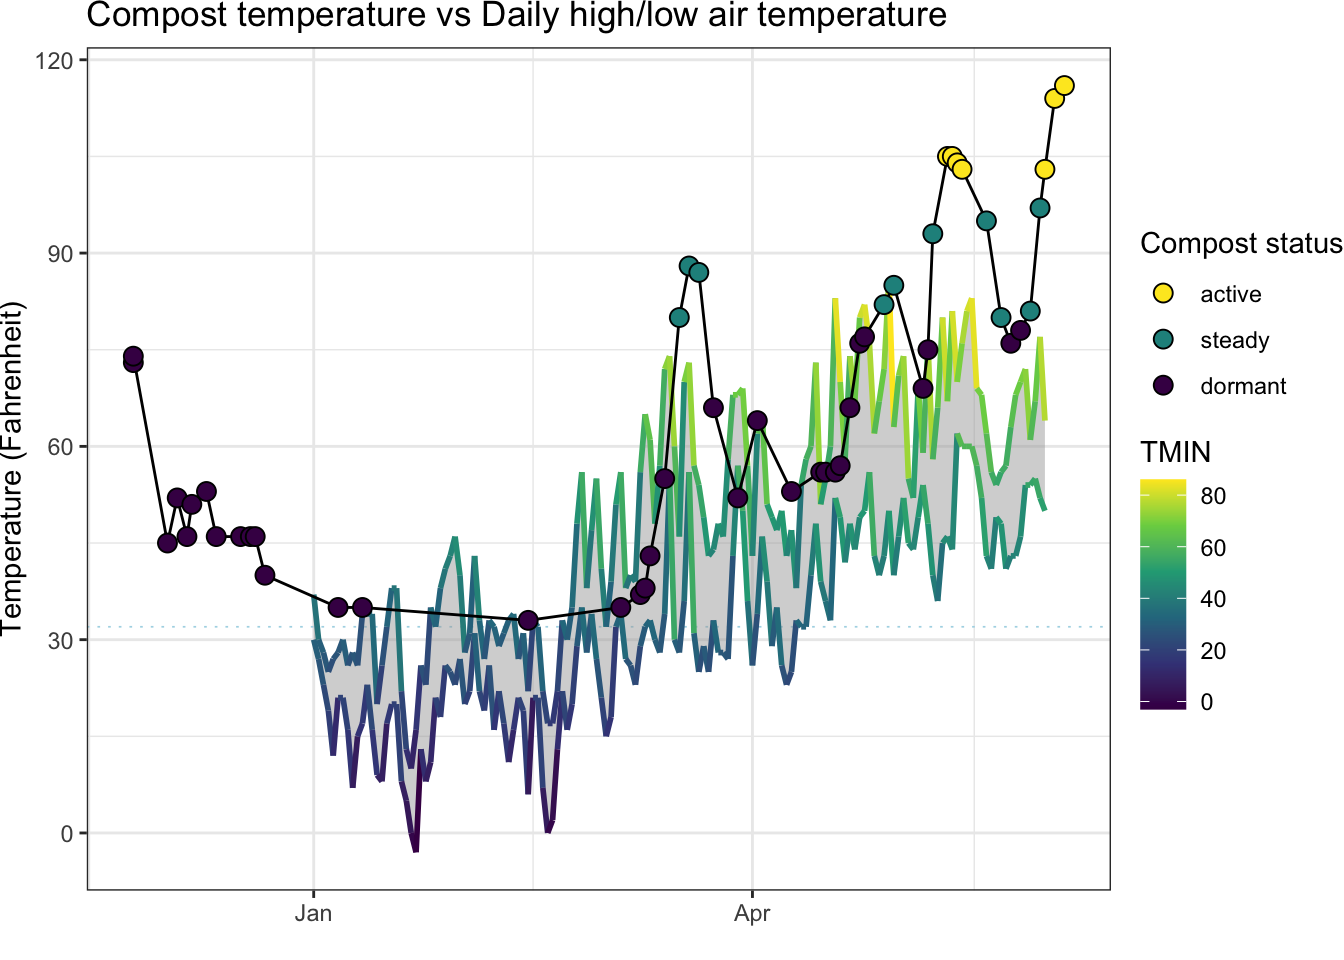 Compost temperature vs Daily high/low air temperature
Temperature (Fahrenheit)
120
90
60
30
0
Jan
Apr
Compost status
active
steady
dormant
TMIN
80
60
40
20
0